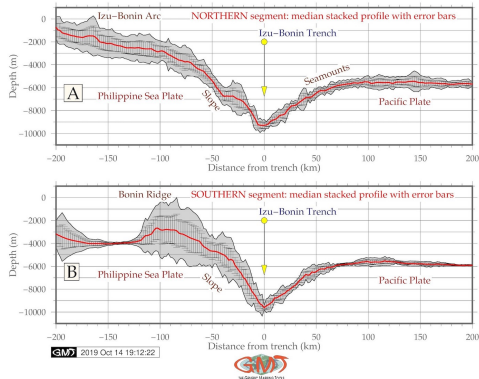 Izu−Bonin Arc
NORTHERN segment: median stacked profile with error bars
Izu−Bonin Trench
Seamounts
A
Philippine Sea Plate
Slope
Pacific Plate
Depth (m)
0
−2000
−4000
−6000
−8000
−10000
−200 −150 −100 −50 0 50 100 150 200
Distance from trench (km)
Bonin Ridge
SOUTHERN segment: median stacked profile with error bars
Izu−Bonin Trench
B
Philippine Sea Plate
Slope
Pacific Plate
Depth (m)
0
−2000
−4000
−6000
−8000
−10000
−200 −150 −100 −50 0 50 100 150 200
Distance from trench (km)
GMT 2019 Oct 14 19:12:22
GMT
The Generic Mapping Tools